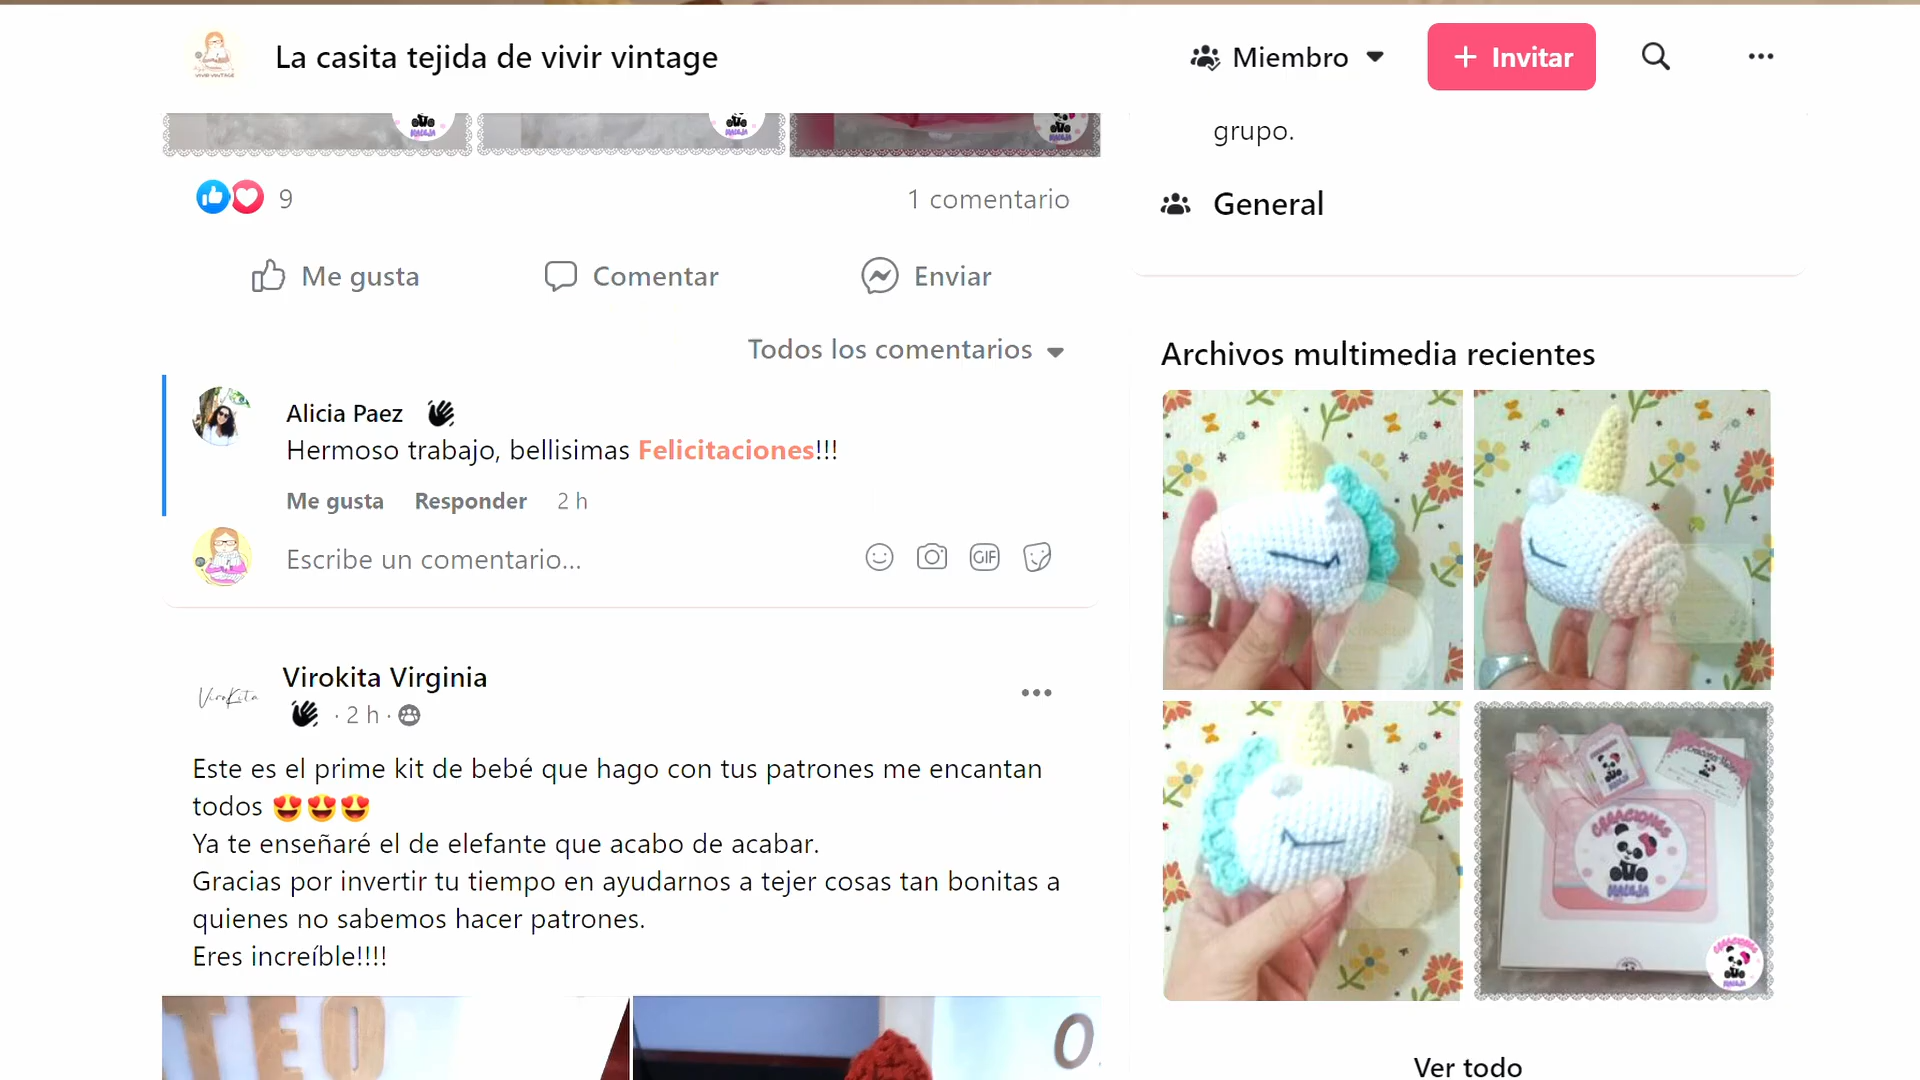 La casita tejida de vivir vintage
Miembro
+ Invitar
grupo.
General
9
1 comentario
Me gusta
Comentar
Enviar
Todos los comentarios
Alicia Paez
Hermoso trabajo, bellisimas Felicitaciones!!!
Me gusta Responder 2 h
Escribe un comentario...
GIF
Virokita Virginia
· 2 h ·
ViroKita
Este es el prime kit de bebé que hago con tus patrones me encantan
todos 😍😍😍
Ya te enseñaré el de elefante que acabo de acabar.
Gracias por invertir tu tiempo en ayudarnos a tejer cosas tan bonitas a
quienes no sabemos hacer patrones.
Eres increíble!!!!
TEO
O
Archivos multimedia recientes
CREACIONES
Ver todo